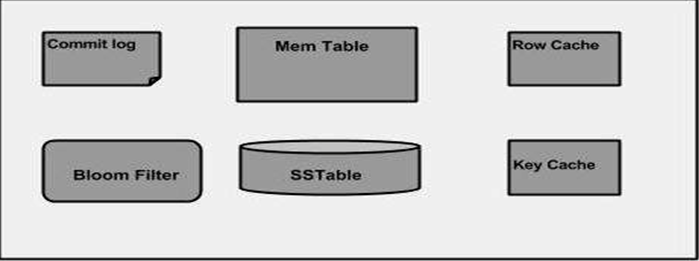 Commit log
Mem Table
Row Cache
Bloom Filter
SSTable
Key Cache